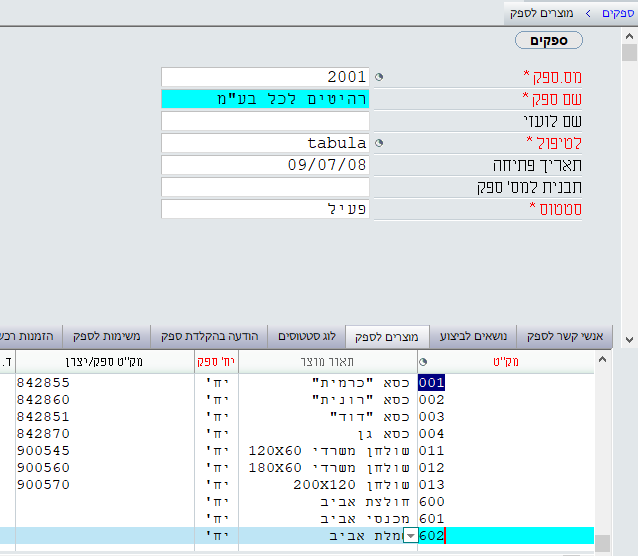 ספקים > מוצרים לספק
ספקים
מס.ספק * 2001
שם ספק * רהיטים לכל בע"מ
שם לועזי
לטיפול * tabula
תאריך פתיחה 09/07/08
תבנית למס' ספק
סטטוס * פעיל
אנשי קשר לספק נושאים לביצוע מוצרים לספק לוג סטטוסים הודעה בהקלדת ספק משימות לספק הזמנות רכש
מק"ט תאור מוצר יח' ספק מק"ט ספק/יצרן ד.
001 כסא "כרמית" יח' 842855
002 כסא "רונית" יח' 842860
003 כסא "דוד" יח' 842851
004 כסא גן יח' 842870
011 שולחן משרדי 120X60 יח' 900545
012 שולחן משרדי 180X60 יח' 900560
013 שולחן 200X120 יח' 900570
600 חולצת אביב יח'
601 מכנסי אביב יח'
602 שמלת אביב יח'